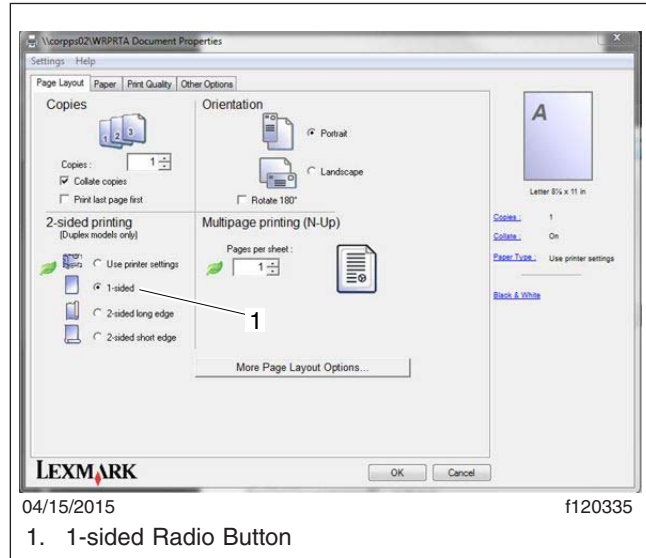 \\corpps02\WRPRTA Document Properties
X
Settings Help
Page Layout Paper Print Quality Other Options
Copies
1 2 3
Copies : 1
Collate copies
Print last page first
Orientation
Portrait
Landscape
Rotate 180°
2-sided printing
(Duplex models only)
Use printer settings
1-sided
2-sided long edge
2-sided short edge
1
Multipage printing (N-Up)
Pages per sheet :
1
More Page Layout Options...
A
Letter 8½ x 11 in
Copies : 1
Collate : On
Paper Type : Use printer settings
Black & White
LEXMARK
OK Cancel
04/15/2015 f120335
1. 1-sided Radio Button